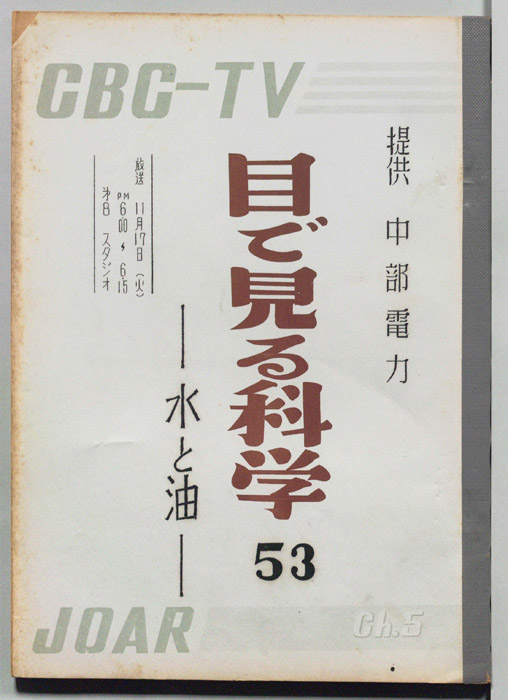 CBC-TV
提供 中部電力
目で見る科学
53
―水と油―
放送 11月17日(火)
PM 6.00〜6.15
スタジオ
JOAR
Ch.5